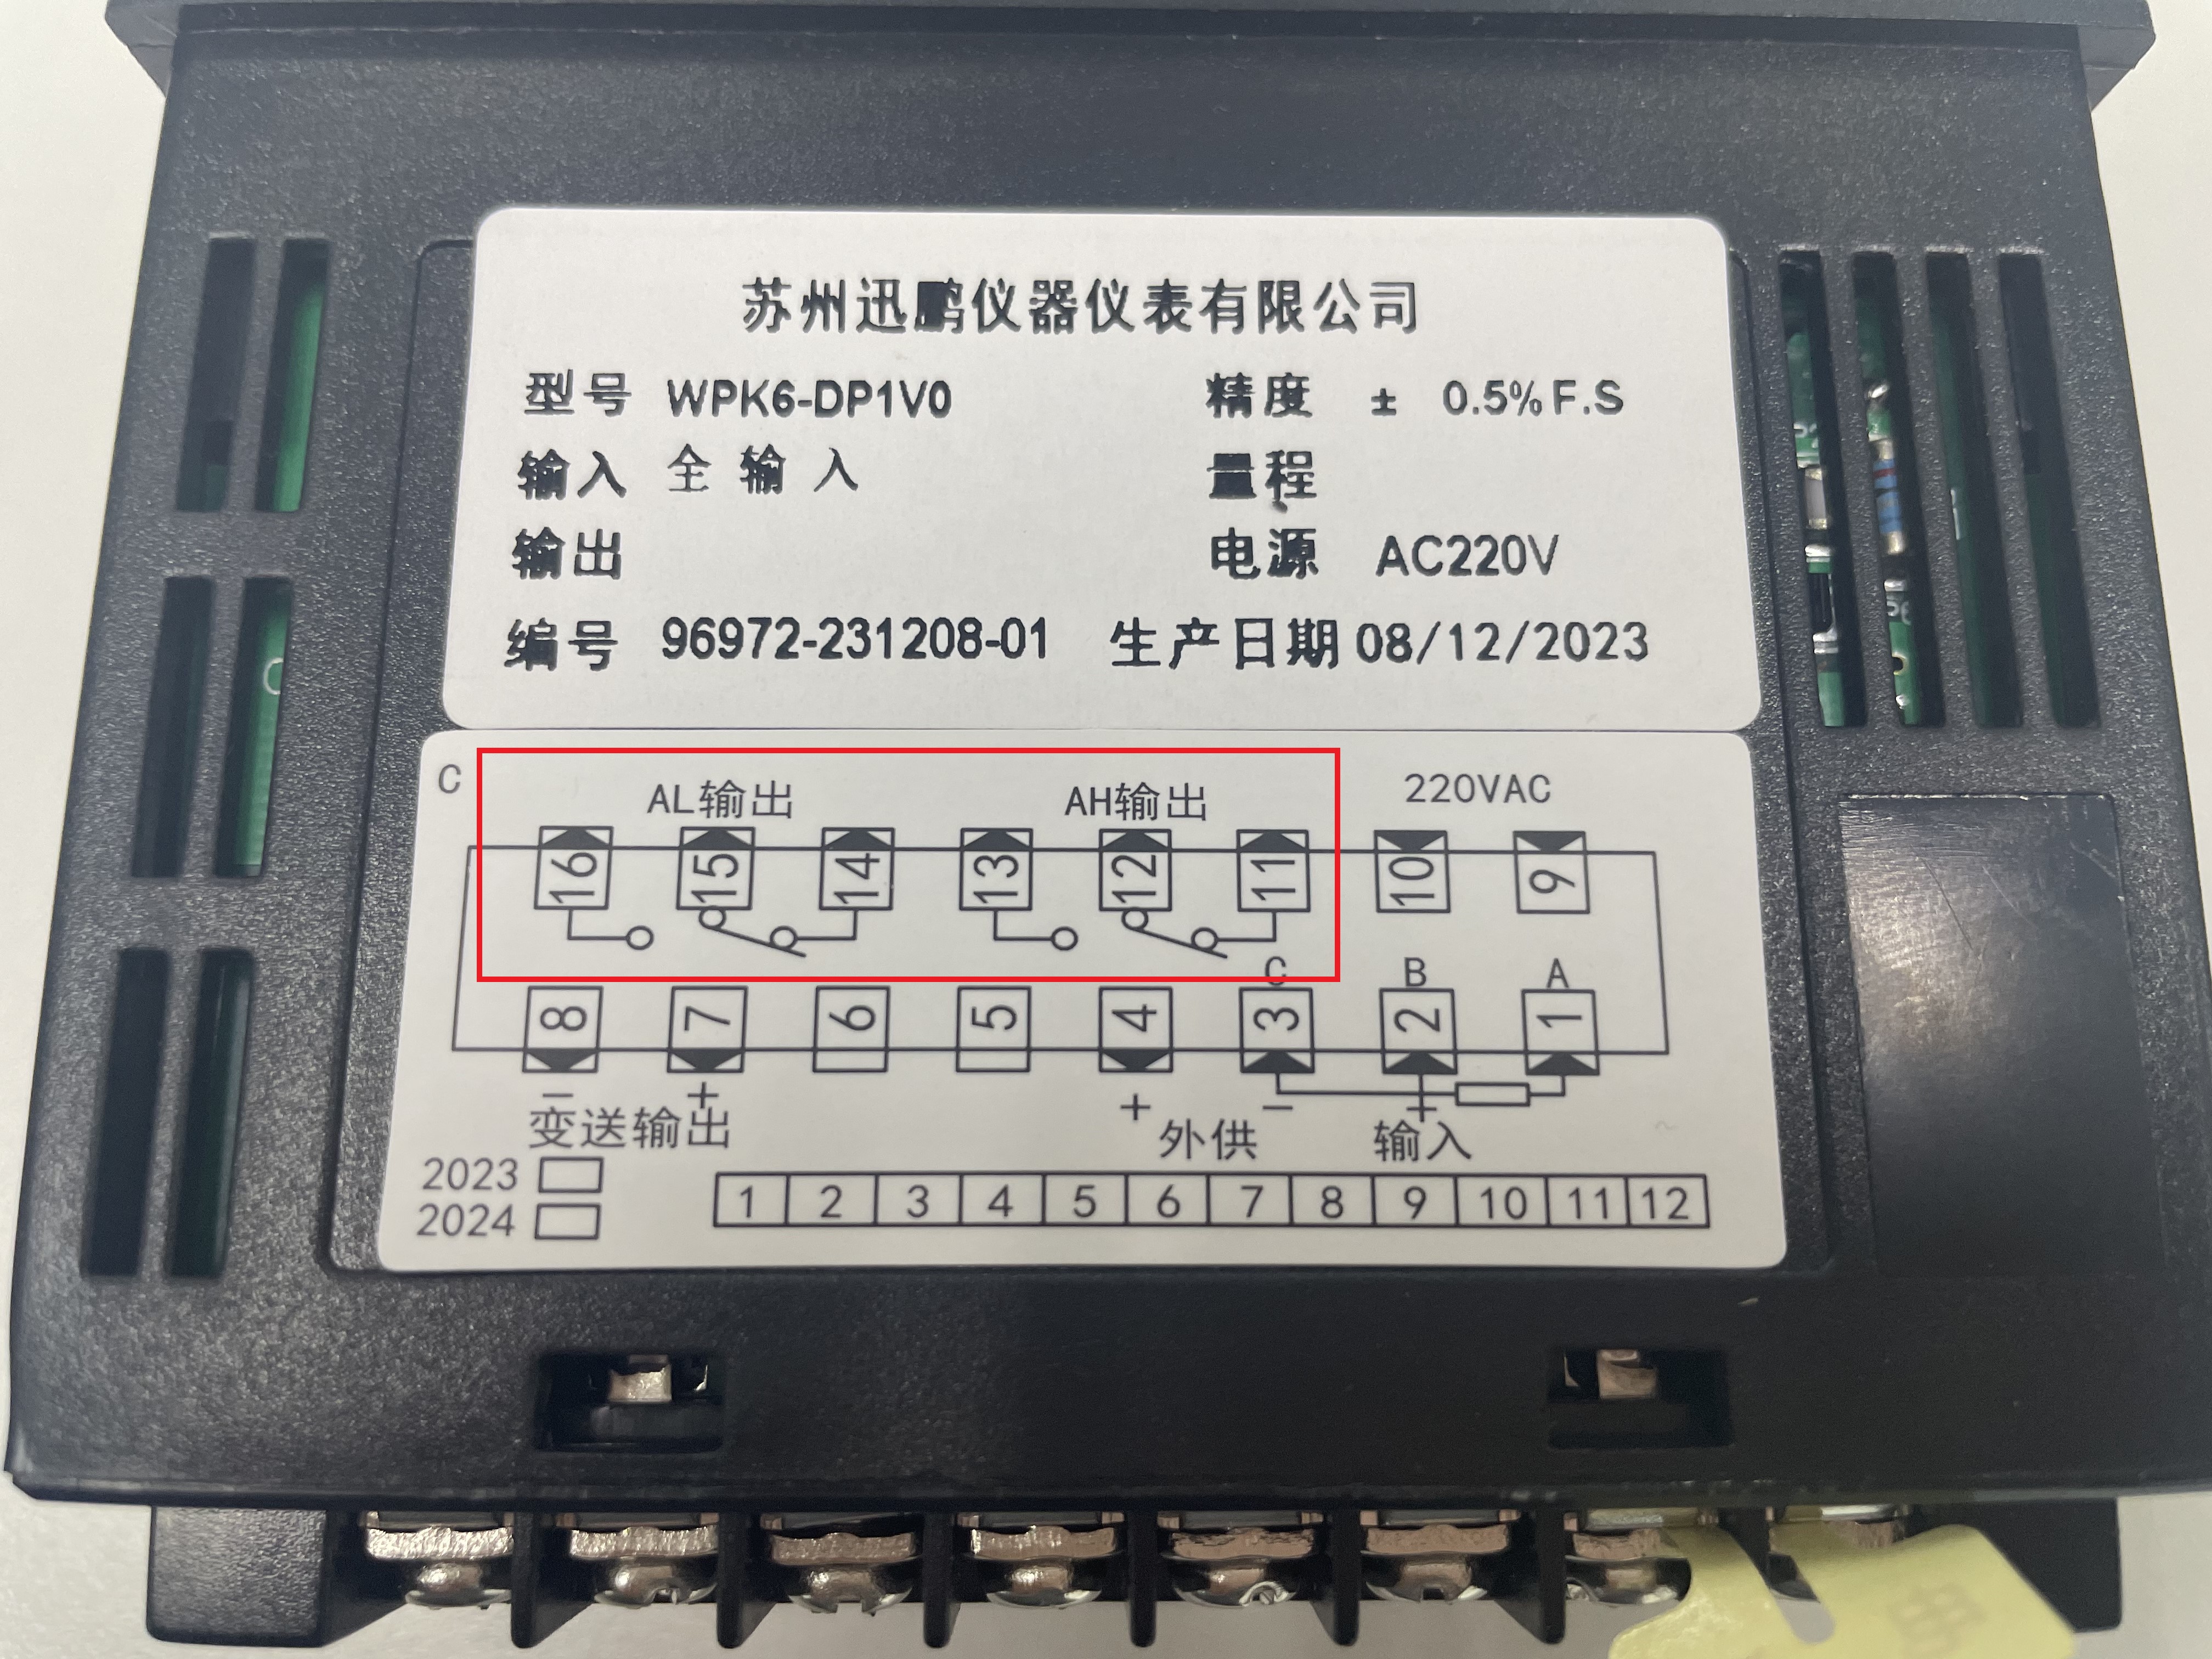 苏州迅鹏仪器仪表有限公司
型号 WPK6-DP1V0 精度 ± 0.5%F.S
输入 全输入 量程
输出 电源 AC220V
编号 96972-231208-01 生产日期 08/12/2023
C AL输出 AH输出 220VAC
16 15 14 13 12 11 10 9
C B A
8 7 6 5 4 3 2 1
- + + - +
变送输出 外供 输入
2023
2024
1 2 3 4 5 6 7 8 9 10 11 12